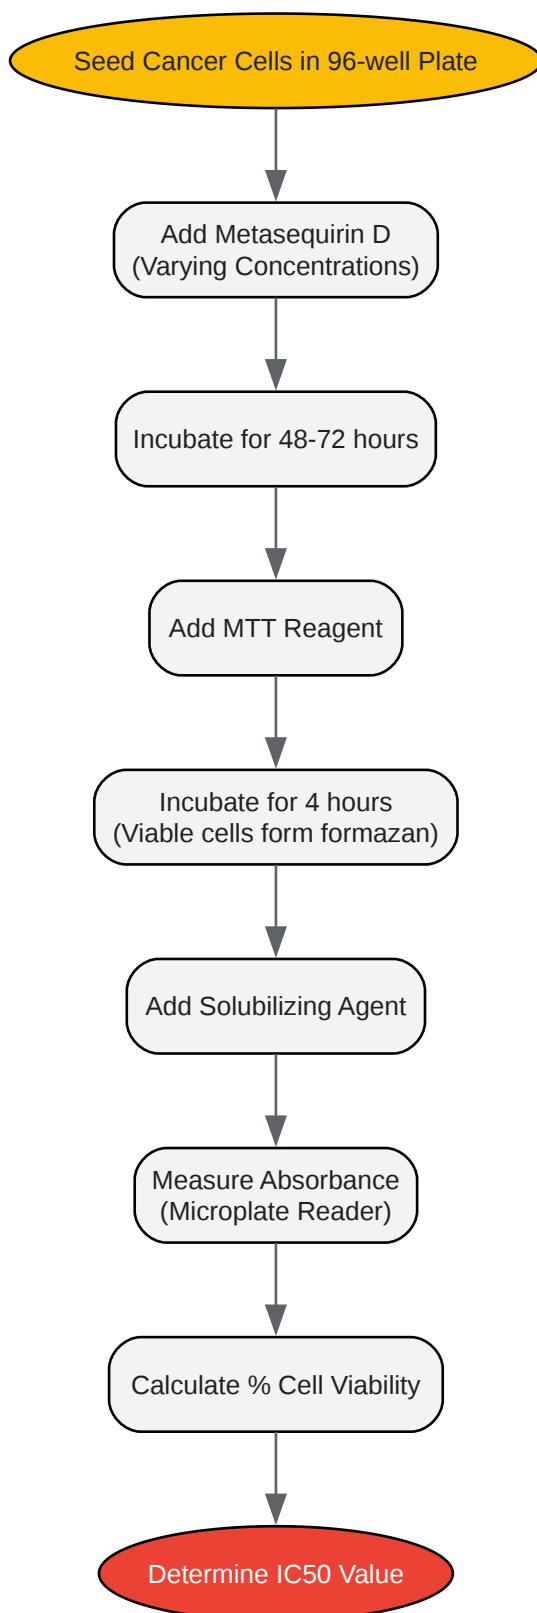 Seed Cancer Cells in 96-well Plate
Add Metasequirin D
(Varying Concentrations)
Incubate for 48-72 hours
Add MTT Reagent
Incubate for 4 hours
(Viable cells form formazan)
Add Solubilizing Agent
Measure Absorbance
(Microplate Reader)
Calculate % Cell Viability
Determine IC50 Value